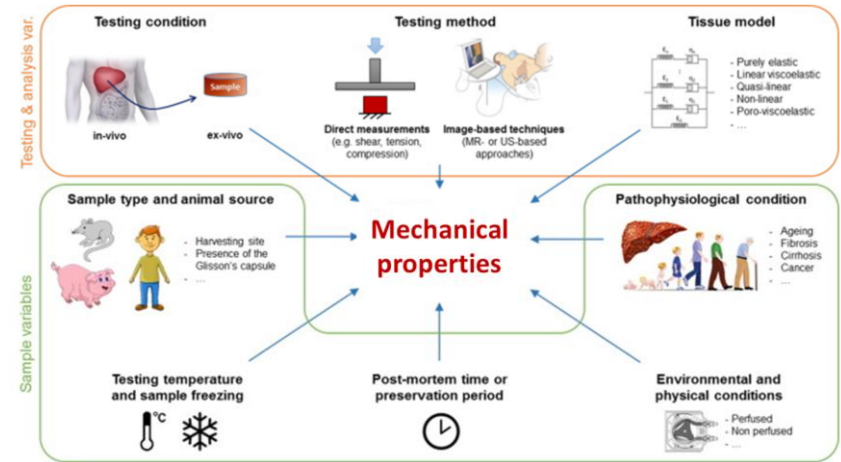 Testing & analysis var.
Testing condition
Sample
in-vivo
ex-vivo
Testing method
Direct measurements
(e.g. shear, tension,
compression)
Image-based techniques
(MR- or US-based
approaches)
Tissue model
- Purely elastic
- Linear viscoelastic
- Quasi-linear
- Non-linear
- Poro-viscoelastic
- ...
Sample variables
Sample type and animal source
- Harvesting site
- Presence of the
Glisson's capsule
- ...
Mechanical
properties
Pathophysiological condition
- Ageing
- Fibrosis
- Cirrhosis
- Cancer
- ...
Testing temperature
and sample freezing
°C
Post-mortem time or
preservation period
Environmental and
physical conditions
- Perfused
- Non perfused
- ...